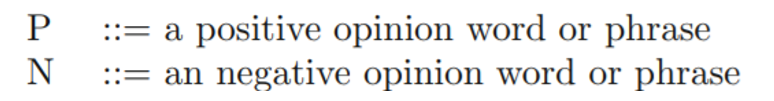 P ::= a positive opinion word or phrase
N ::= an negative opinion word or phrase